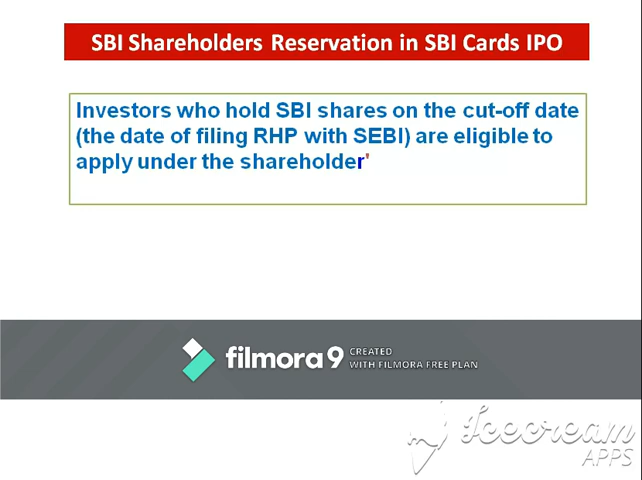 SBI Shareholders Reservation in SBI Cards IPO
Investors who hold SBI shares on the cut-off date
(the date of filing RHP with SEBI) are eligible to
apply under the shareholder'
filmora9 CREATED
WITH FILMORA FREE PLAN
Icecream
APPS